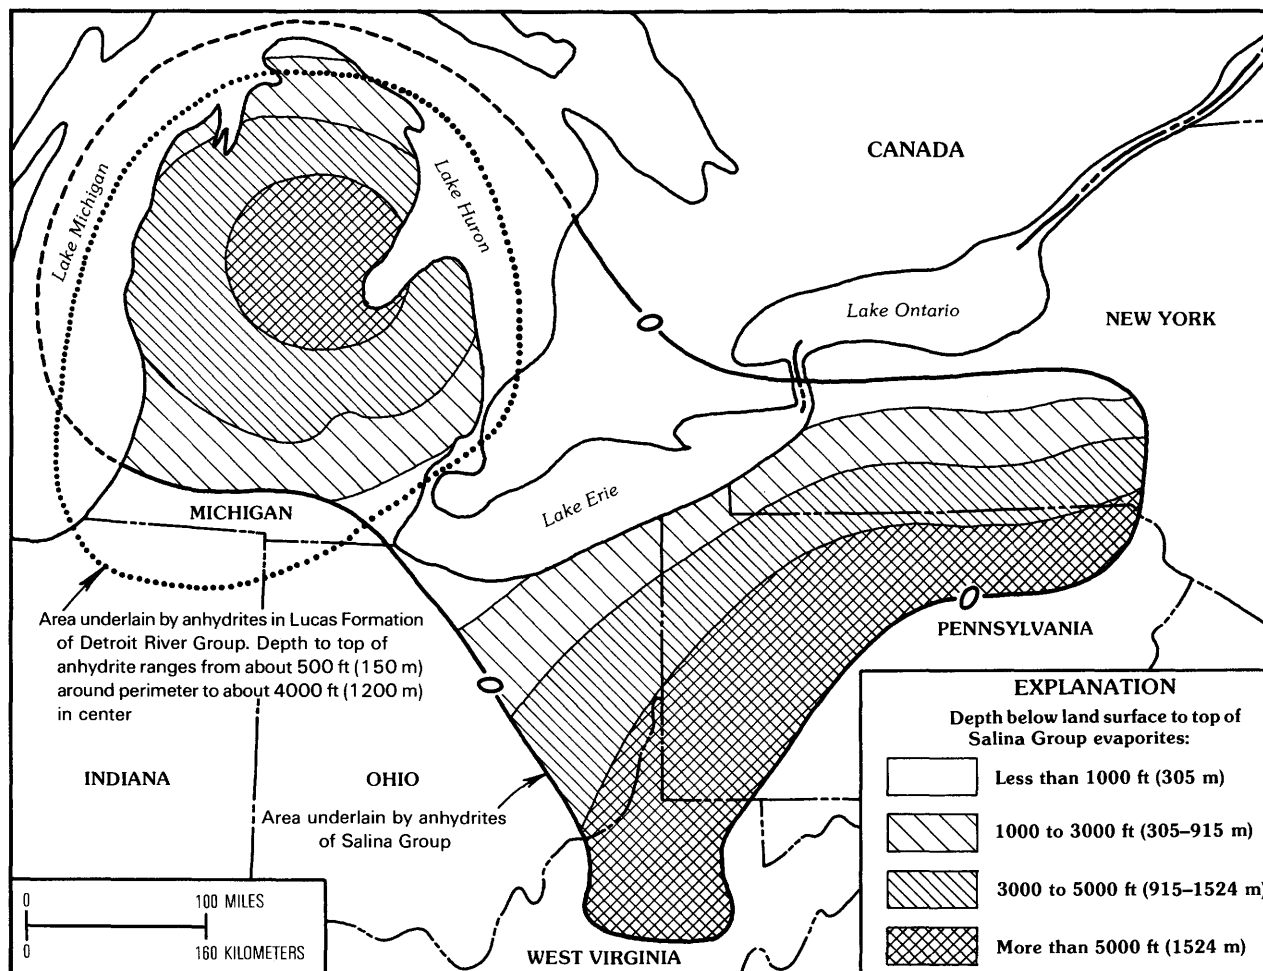 CANADA
Lake Michigan
Lake Huron
Lake Ontario
NEW YORK
0
MICHIGAN
Lake Erie
Area underlain by anhydrites in Lucas Formation
of Detroit River Group. Depth to top of
anhydrite ranges from about 500 ft (150 m)
around perimeter to about 4000 ft (1200 m)
in center
0
PENNSYLVANIA
0
INDIANA
OHIO
Area underlain by anhydrites
of Salina Group
WEST VIRGINIA
0 100 MILES
0 160 KILOMETERS
EXPLANATION
Depth below land surface to top of
Salina Group evaporites:
Less than 1000 ft (305 m)
1000 to 3000 ft (305–915 m)
3000 to 5000 ft (915–1524 m)
More than 5000 ft (1524 m)